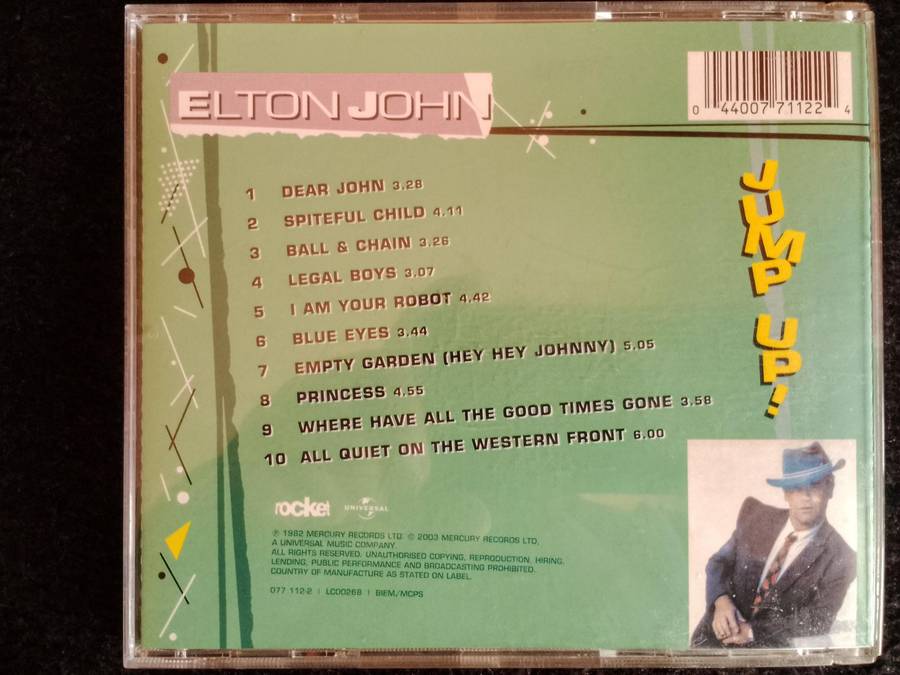 ELTON JOHN
0 44007 71122 4
JUMP UP!
1 DEAR JOHN 3.28
2 SPITEFUL CHILD 4.11
3 BALL & CHAIN 3.26
4 LEGAL BOYS 3.07
5 I AM YOUR ROBOT 4.42
6 BLUE EYES 3.44
7 EMPTY GARDEN (HEY HEY JOHNNY) 5.05
8 PRINCESS 4.55
9 WHERE HAVE ALL THE GOOD TIMES GONE 3.58
10 ALL QUIET ON THE WESTERN FRONT 6.00
rocket UNIVERSAL
℗ 1982 MERCURY RECORDS LTD. © 2003 MERCURY RECORDS LTD,
A UNIVERSAL MUSIC COMPANY.
ALL RIGHTS RESERVED. UNAUTHORISED COPYING, REPRODUCTION, HIRING,
LENDING, PUBLIC PERFORMANCE AND BROADCASTING PROHIBITED.
COUNTRY OF MANUFACTURE AS STATED ON LABEL.
077 112-2 | LC00268 | BIEM/MCPS